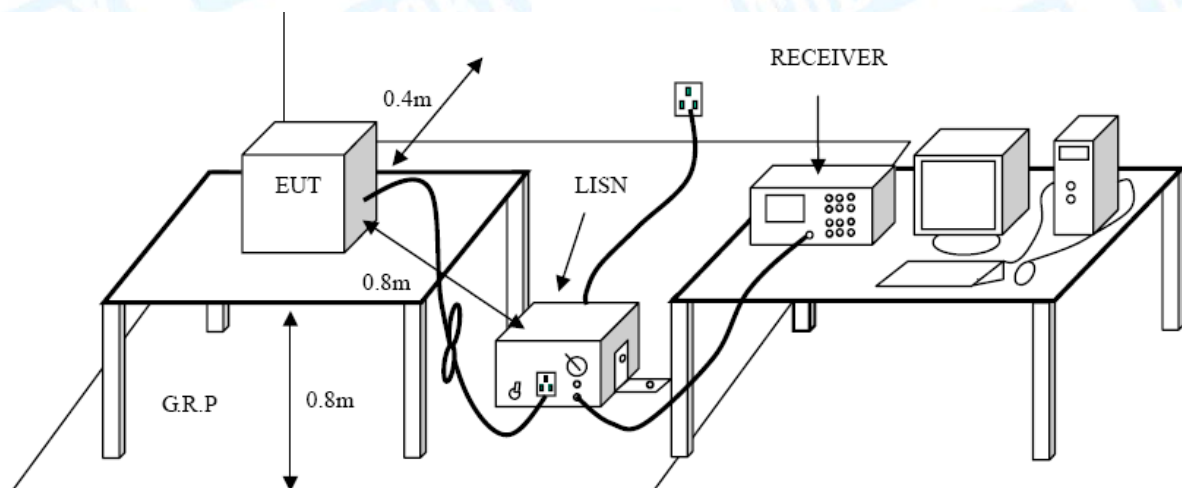 RECEIVER
0.4m
EUT
LISN
0.8m
G.R.P
0.8m